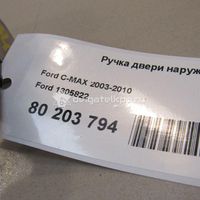 Ручка двери наруж
Ford C-MAX 2003-2010
Ford 1305822
80 203 794